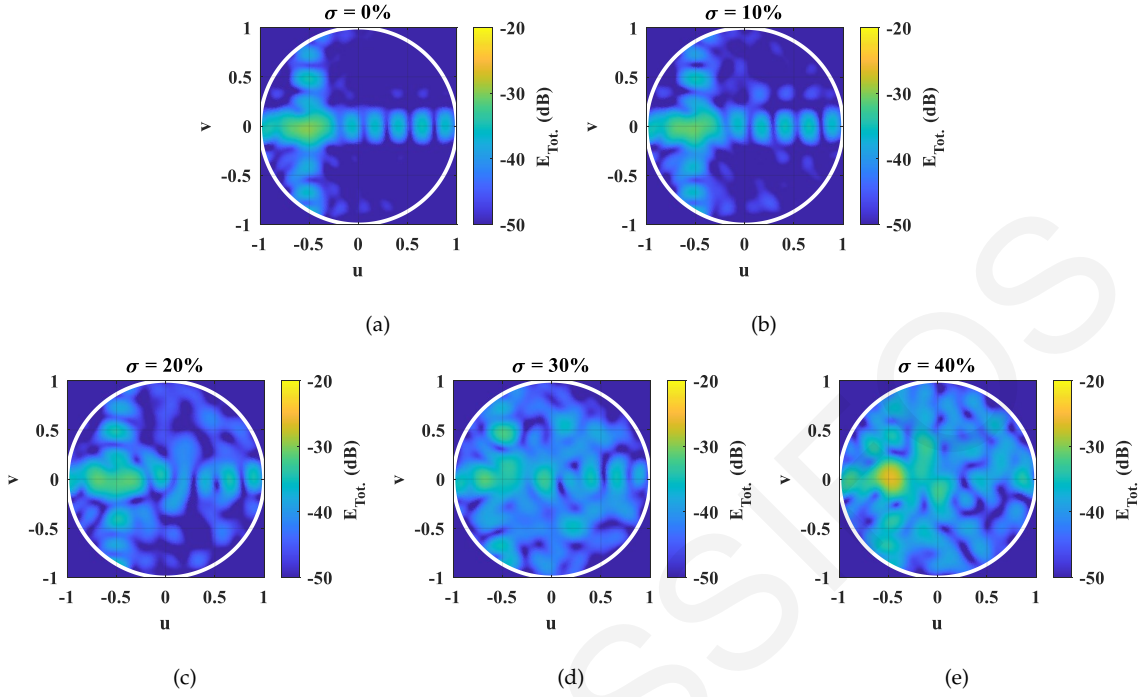 σ = 0%
σ = 10%
1
0.5
0
-0.5
-1
v
-1 -0.5 0 0.5 1
u
-20
-30
-40
-50
E_Tot. (dB)
1
0.5
0
-0.5
-1
v
-1 -0.5 0 0.5 1
u
-20
-30
-40
-50
E_Tot. (dB)
(a)
(b)
σ = 20%
σ = 30%
σ = 40%
1
0.5
0
-0.5
-1
v
-1 -0.5 0 0.5 1
u
-20
-30
-40
-50
E_Tot. (dB)
1
0.5
0
-0.5
-1
v
-1 -0.5 0 0.5 1
u
-20
-30
-40
-50
E_Tot. (dB)
1
0.5
0
-0.5
-1
v
-1 -0.5 0 0.5 1
u
-20
-30
-40
-50
E_Tot. (dB)
(c)
(d)
(e)